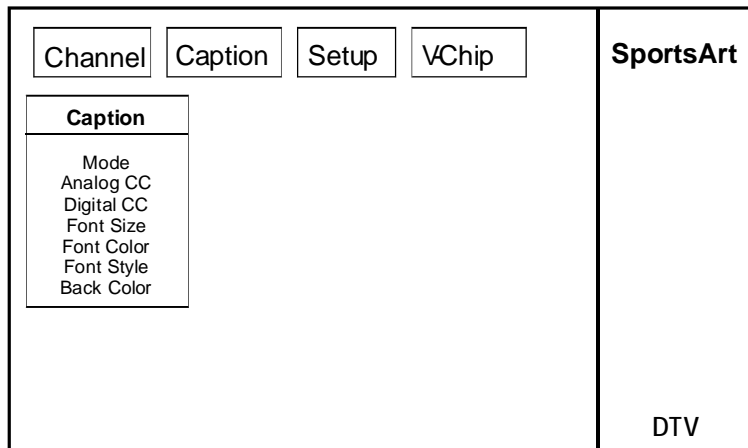 Channel Caption Setup V-Chip SportsArt
Caption
Mode
Analog CC
Digital CC
Font Size
Font Color
Font Style
Back Color
DTV